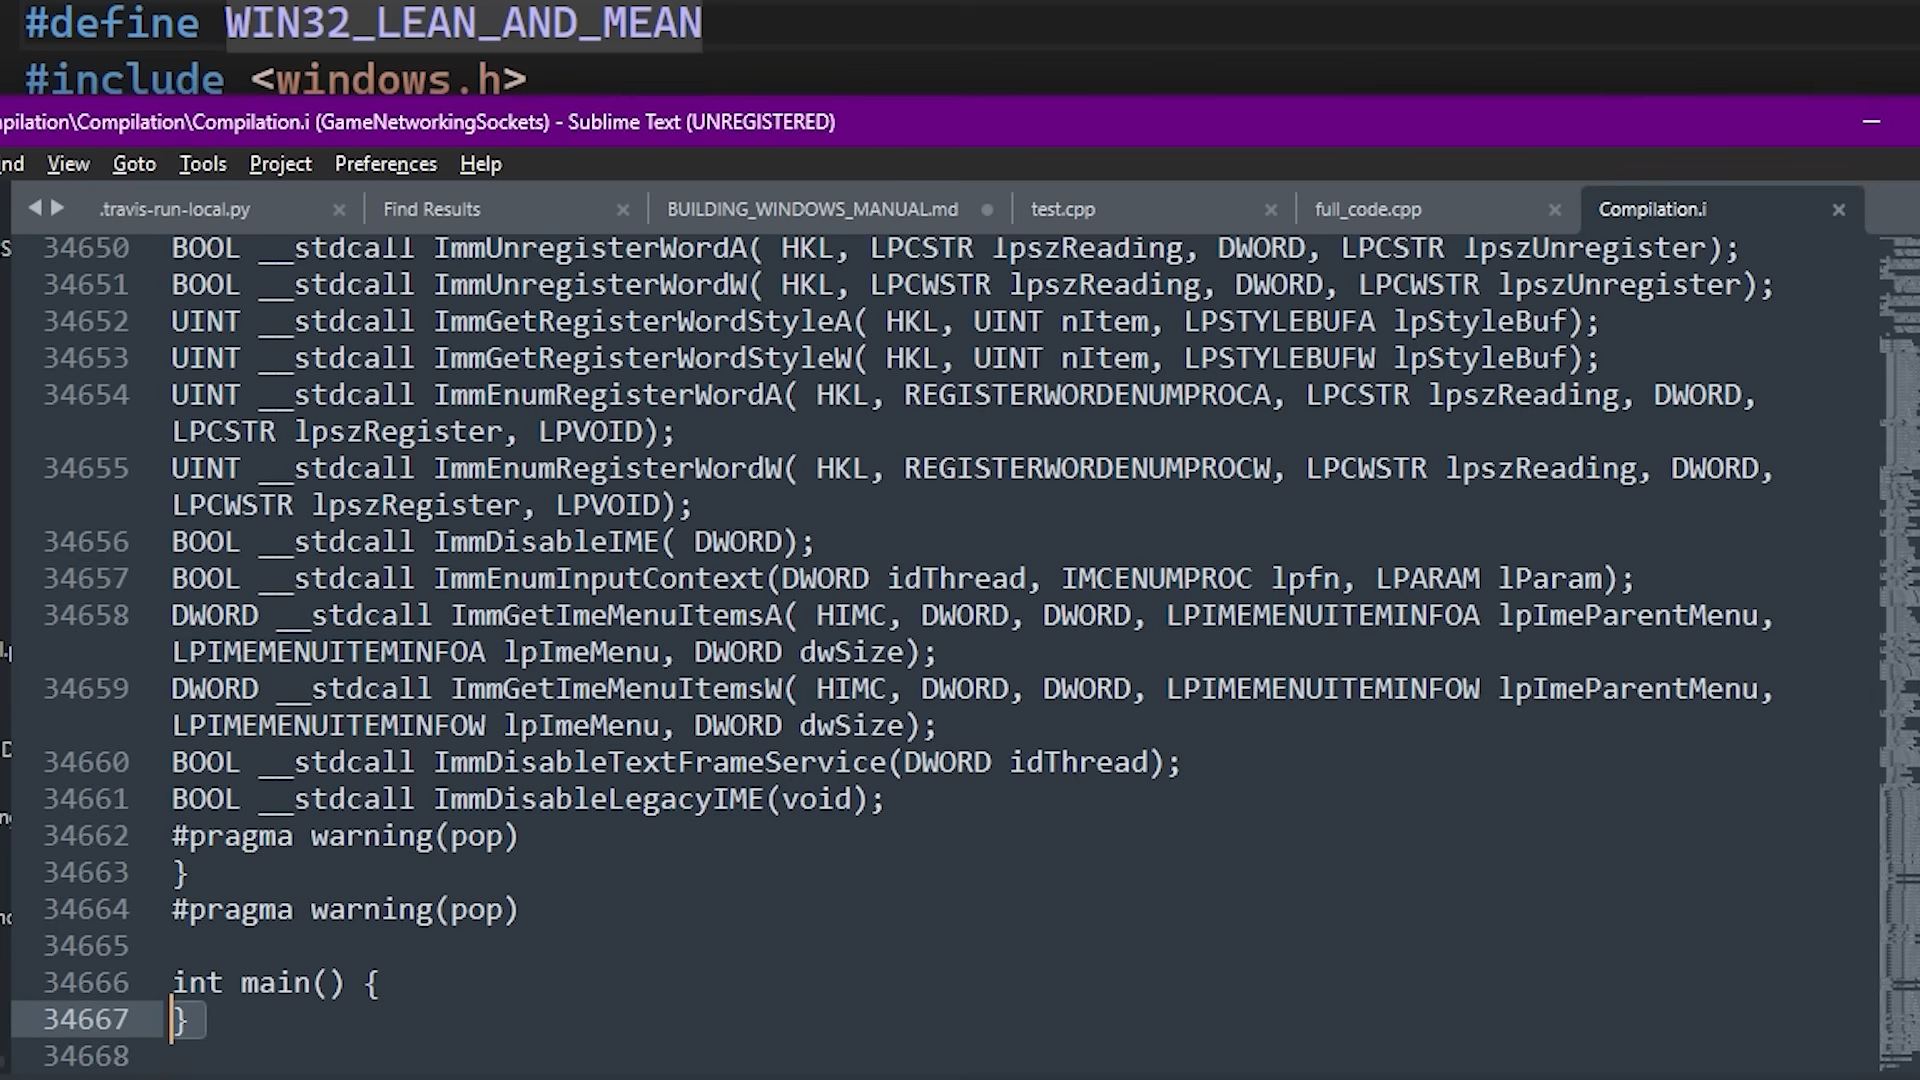 #define WIN32_LEAN_AND_MEAN
#include <windows.h>
pilation\Compilation\Compilation.i (GameNetworkingSockets) - Sublime Text (UNREGISTERED)
nd View Goto Tools Project Preferences Help
.travis-run-local.py Find Results BUILDING_WINDOWS_MANUAL.md test.cpp full_code.cpp Compilation.i
34650 BOOL __stdcall ImmUnregisterWordA( HKL, LPCSTR lpszReading, DWORD, LPCSTR lpszUnregister);
34651 BOOL __stdcall ImmUnregisterWordW( HKL, LPCWSTR lpszReading, DWORD, LPCWSTR lpszUnregister);
34652 UINT __stdcall ImmGetRegisterWordStyleA( HKL, UINT nItem, LPSTYLEBUFA lpStyleBuf);
34653 UINT __stdcall ImmGetRegisterWordStyleW( HKL, UINT nItem, LPSTYLEBUFW lpStyleBuf);
34654 UINT __stdcall ImmEnumRegisterWordA( HKL, REGISTERWORDENUMPROCA, LPCSTR lpszReading, DWORD,
LPCSTR lpszRegister, LPVOID);
34655 UINT __stdcall ImmEnumRegisterWordW( HKL, REGISTERWORDENUMPROCW, LPCWSTR lpszReading, DWORD,
LPCWSTR lpszRegister, LPVOID);
34656 BOOL __stdcall ImmDisableIME( DWORD);
34657 BOOL __stdcall ImmEnumInputContext(DWORD idThread, IMCENUMPROC lpfn, LPARAM lParam);
34658 DWORD __stdcall ImmGetImeMenuItemsA( HIMC, DWORD, DWORD, LPIMEMENUITEMINFOA lpImeParentMenu,
LPIMEMENUITEMINFOA lpImeMenu, DWORD dwSize);
34659 DWORD __stdcall ImmGetImeMenuItemsW( HIMC, DWORD, DWORD, LPIMEMENUITEMINFOW lpImeParentMenu,
LPIMEMENUITEMINFOW lpImeMenu, DWORD dwSize);
34660 BOOL __stdcall ImmDisableTextFrameService(DWORD idThread);
34661 BOOL __stdcall ImmDisableLegacyIME(void);
34662 #pragma warning(pop)
34663 }
34664 #pragma warning(pop)
34665
34666 int main() {
34667 }
34668